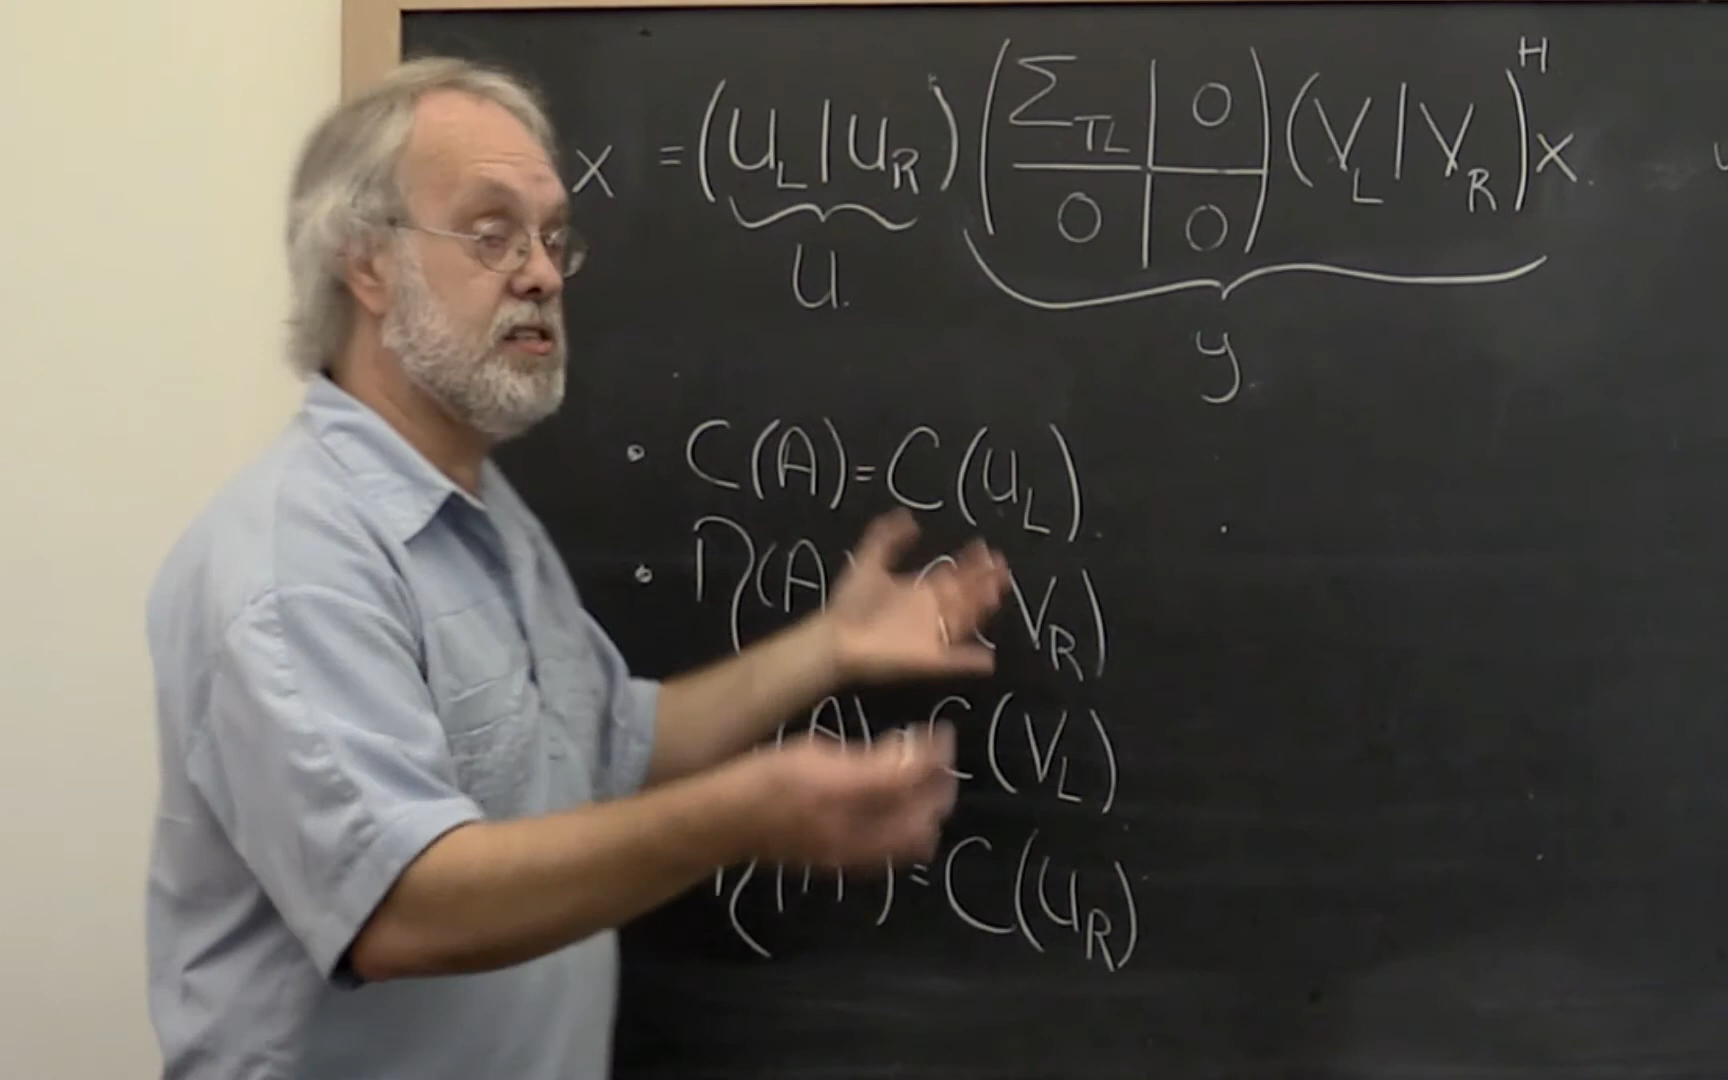 x = (U_L | U_R) (Σ_TL | 0 / 0 | 0) (V_L | V_R)^H x
U
y
• C(A) = C(U_L)
• N(A) C(V_R)
(A) = C(V_L)
= C(U_R)